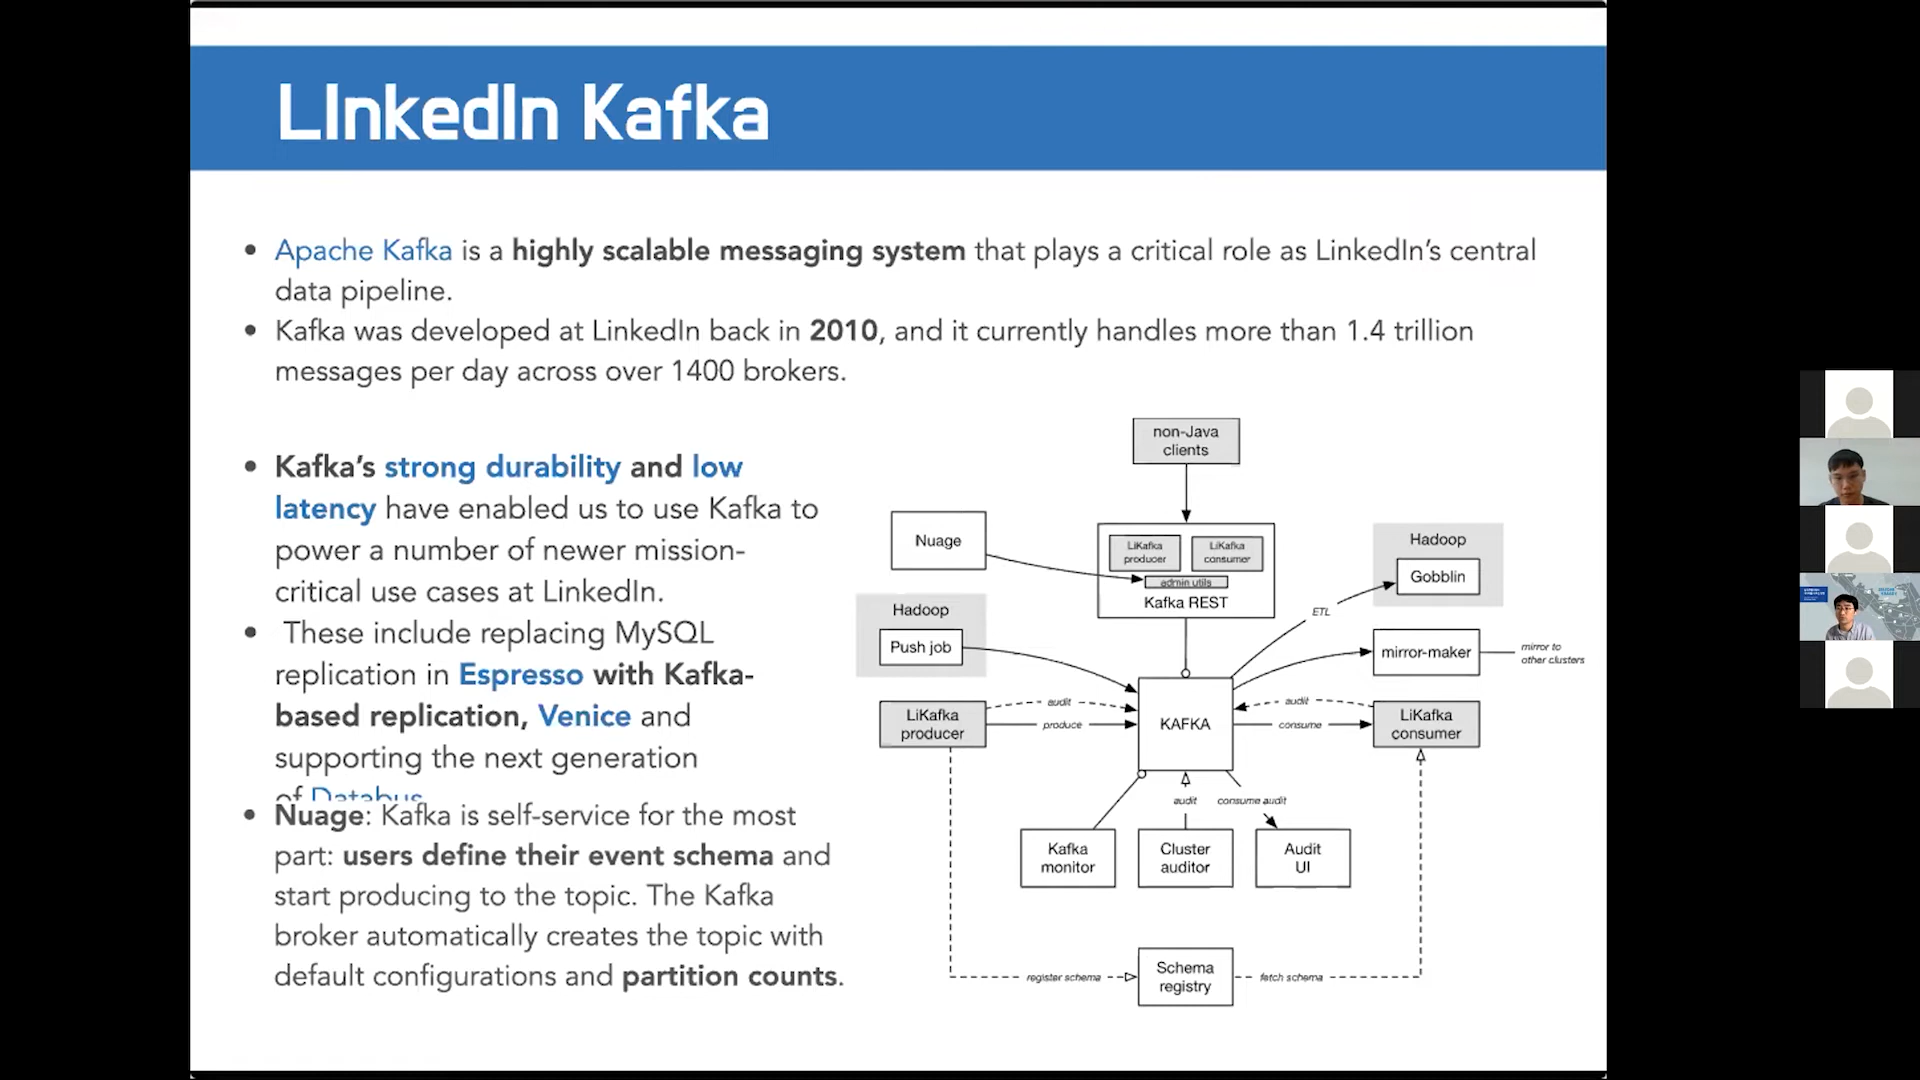 LInkedIn Kafka
• Apache Kafka is a highly scalable messaging system that plays a critical role as LinkedIn's central
data pipeline.
• Kafka was developed at LinkedIn back in 2010, and it currently handles more than 1.4 trillion
messages per day across over 1400 brokers.
• Kafka's strong durability and low
latency have enabled us to use Kafka to
power a number of newer mission-
critical use cases at LinkedIn.
• These include replacing MySQL
replication in Espresso with Kafka-
based replication, Venice and
supporting the next generation
of Databus
• Nuage: Kafka is self-service for the most
part: users define their event schema and
start producing to the topic. The Kafka
broker automatically creates the topic with
default configurations and partition counts.
non-Java
clients
Nuage
LiKafka
producer
LiKafka
consumer
admin utils
Kafka REST
Hadoop
Gobblin
ETL
Hadoop
Push job
mirror-maker
mirror to
other clusters
LiKafka
producer
audit
produce
KAFKA
audit
consume
LiKafka
consumer
audit
consume audit
Kafka
monitor
Cluster
auditor
Audit
UI
register schema
Schema
registry
fetch schema